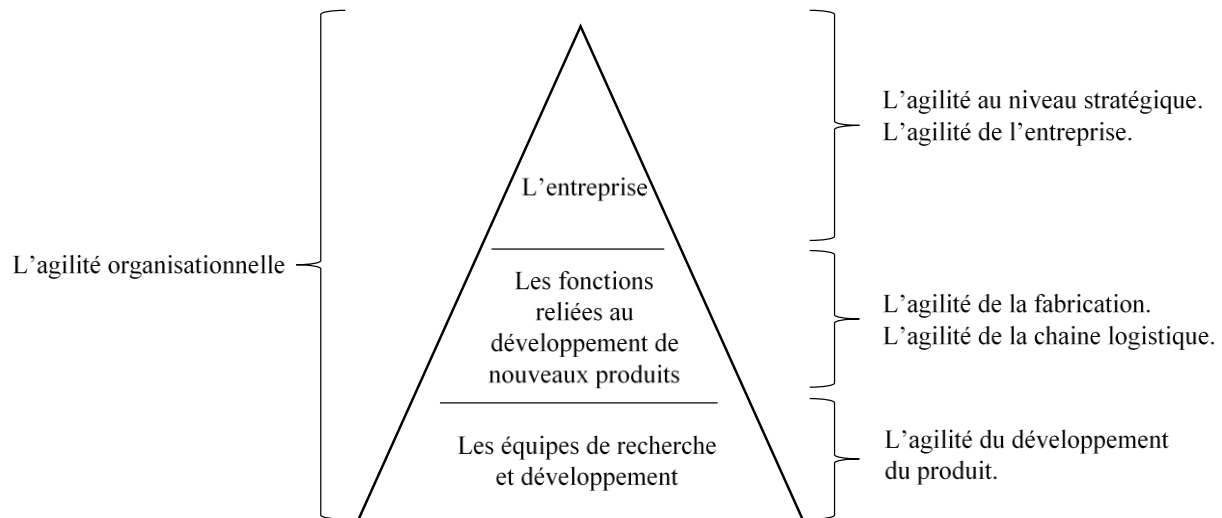 L’agilité au niveau stratégique.
L’agilité de l’entreprise.
L’entreprise
L’agilité organisationnelle
Les fonctions
reliées au
développement de
nouveaux produits
L’agilité de la fabrication.
L’agilité de la chaine logistique.
Les équipes de recherche
et développement
L’agilité du développement
du produit.